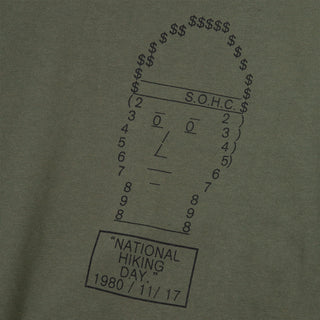 $$ $$$$$
$$ $$
$$ $
$$ $
$ $
$ $
$ $
$ S.O.H.C. $
(2 2)
3 0 0 3)
4 4)
5 5)
6 6
7 7
8 8
9 9
8 8
"NATIONAL
HIKING
DAY."
1980 / 11 / 17